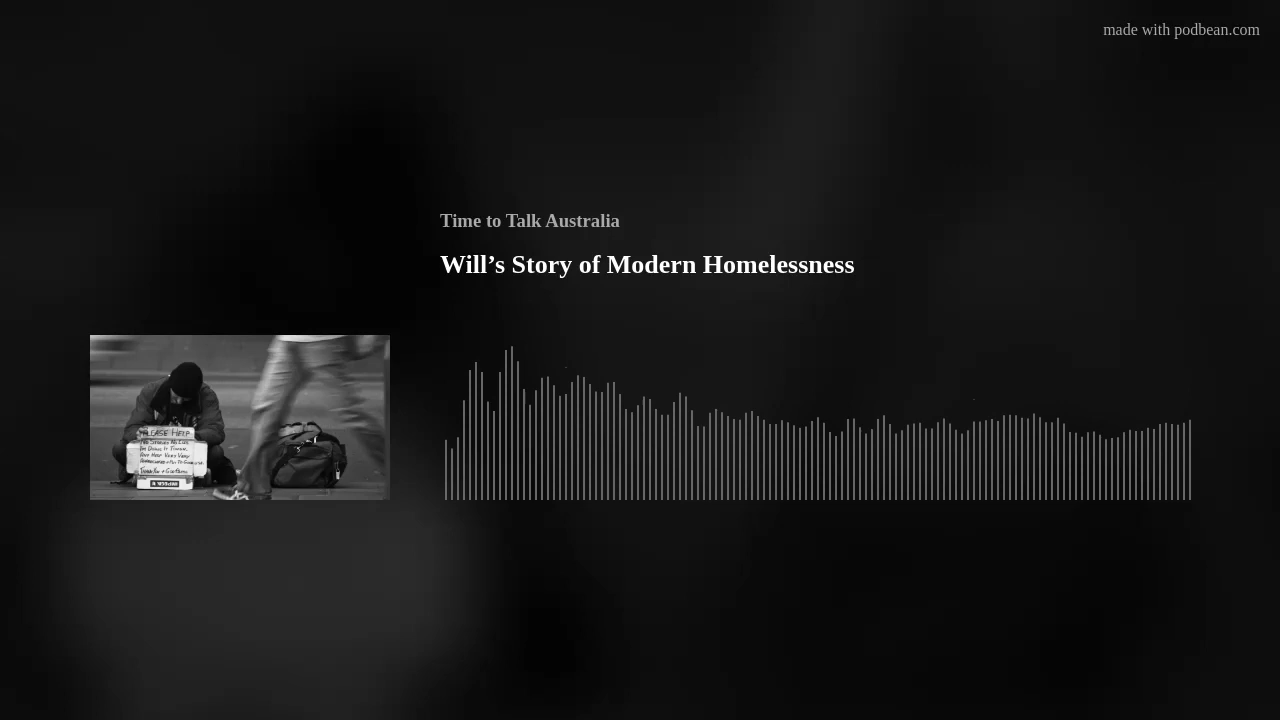 made with podbean.com
Time to Talk Australia
Will’s Story of Modern Homelessness
PLEASE HELP